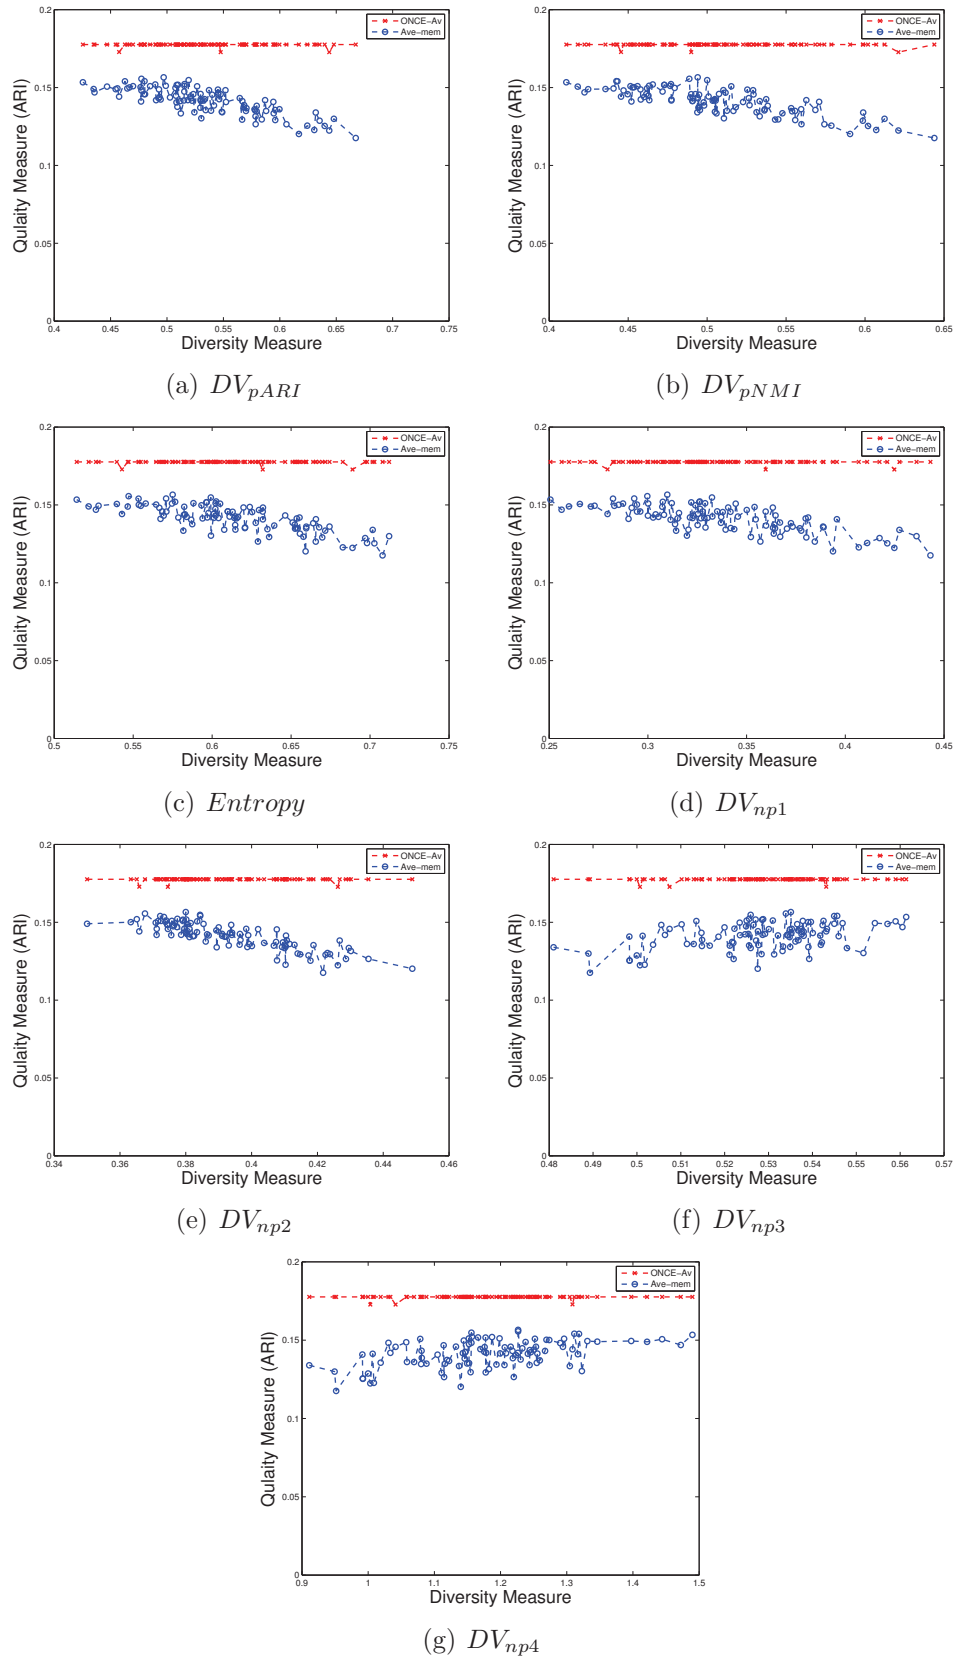 0.2
0.15
0.1
0.05
0
Qulaity Measure (ARI)
ONCE-Av
Ave-mem
0.4 0.45 0.5 0.55 0.6 0.65 0.7 0.75
Diversity Measure
(a) DVpARI
0.2
0.15
0.1
0.05
0
Qulaity Measure (ARI)
ONCE-Av
Ave-mem
0.4 0.45 0.5 0.55 0.6 0.65
Diversity Measure
(b) DVpNMI
0.2
0.15
0.1
0.05
0
Qulaity Measure (ARI)
ONCE-Av
Ave-mem
0.5 0.55 0.6 0.65 0.7 0.75
Diversity Measure
(c) Entropy
0.2
0.15
0.1
0.05
0
Qulaity Measure (ARI)
ONCE-Av
Ave-mem
0.25 0.3 0.35 0.4 0.45
Diversity Measure
(d) DVnp1
0.2
0.15
0.1
0.05
0
Qulaity Measure (ARI)
ONCE-Av
Ave-mem
0.34 0.36 0.38 0.4 0.42 0.44 0.46
Diversity Measure
(e) DVnp2
0.2
0.15
0.1
0.05
0
Qulaity Measure (ARI)
ONCE-Av
Ave-mem
0.48 0.49 0.5 0.51 0.52 0.53 0.54 0.55 0.56 0.57
Diversity Measure
(f) DVnp3
0.2
0.15
0.1
0.05
0
Qulaity Measure (ARI)
ONCE-Av
Ave-mem
0.9 1 1.1 1.2 1.3 1.4 1.5
Diversity Measure
(g) DVnp4